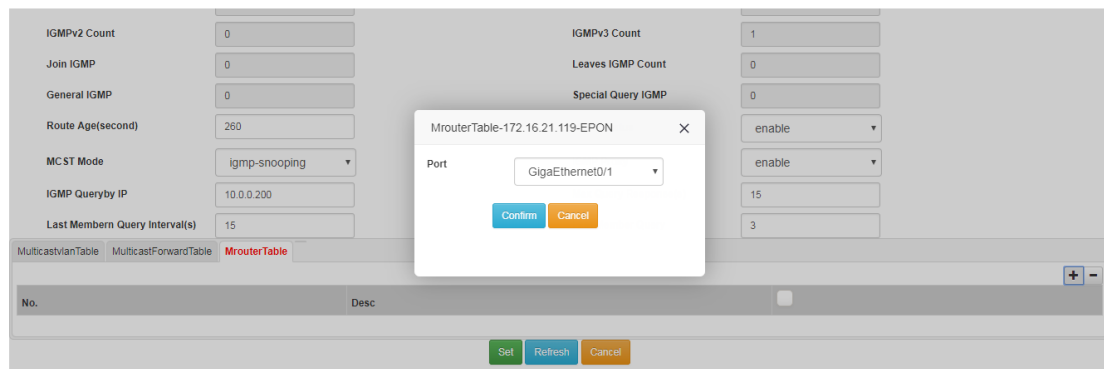 IGMPv2 Count 0 IGMPv3 Count 1
Join IGMP 0 Leaves IGMP Count 0
General IGMP 0 Special Query IGMP 0
Route Age(second) 260 enable
MCST Mode igmp-snooping enable
IGMP Queryby IP 10.0.0.200 15
Last Membern Query Interval(s) 15 3
MrouterTable-172.16.21.119-EPON ×
Port GigaEthernet0/1
Confirm Cancel
MulticastvlanTable MulticastForwardTable MrouterTable
+ −
No. Desc
Set Refresh Cancel